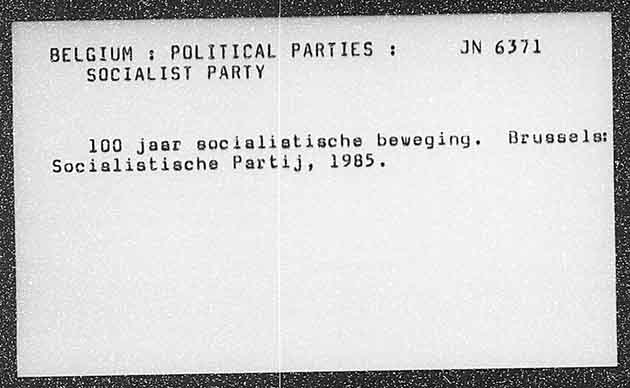 BELGIUM : POLITICAL PARTIES : JN 6371
SOCIALIST PARTY
100 jaar socialistische beweging. Brussels:
Socialistische Partij, 1985.